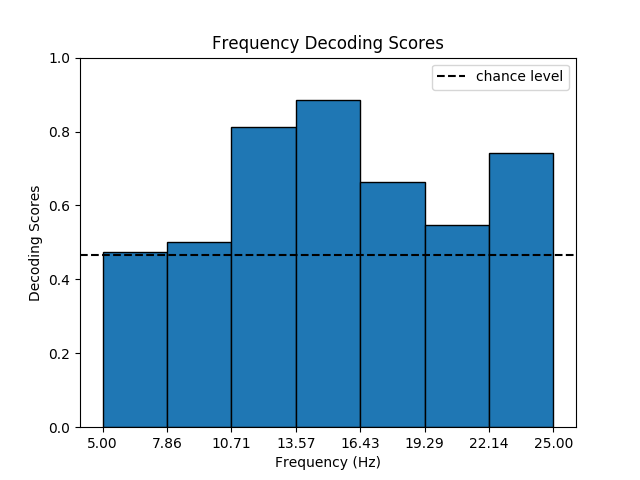 Frequency Decoding Scores
chance level
1.0
0.8
0.6
0.4
0.2
0.0
Decoding Scores
5.00 7.86 10.71 13.57 16.43 19.29 22.14 25.00
Frequency (Hz)